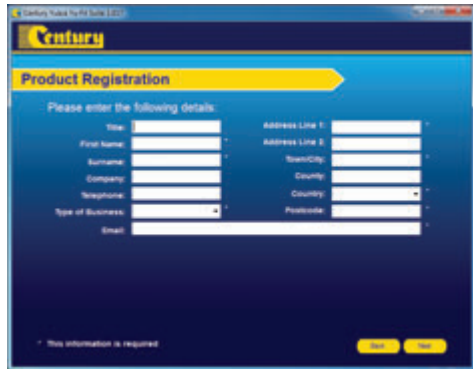 Century
Product Registration
Please enter the following details:
Title:
First Name:
Surname:
Company:
Telephone:
Type of Business:
Email:
Address Line 1:
Address Line 2:
Town/City:
County:
Country:
Postcode:
* This information is required
Back
Next